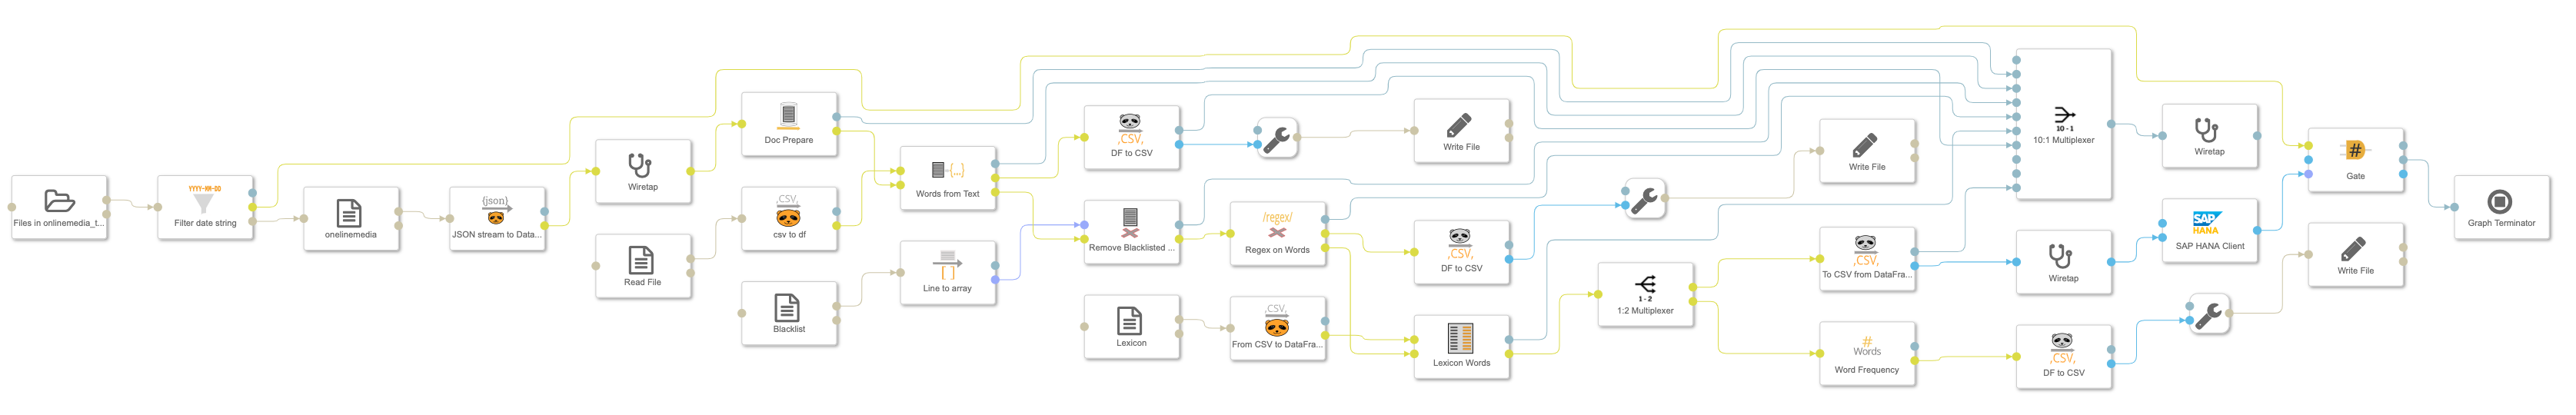 Files in onlinemedia_t...
YYYY-MM-DD
Filter date string
onelinemedia
{json}
JSON stream to Data...
Wiretap
Read File
Doc Prepare
,CSV,
csv to df
Blacklist
{...}
Words from Text
[ ]
Line to array
,CSV,
DF to CSV
Remove Blacklisted ...
Lexicon
/regex/
Regex on Words
,CSV,
From CSV to DataFra...
Write File
,CSV,
DF to CSV
Lexicon Words
1 - 2
1:2 Multiplexer
Write File
,CSV,
To CSV from DataFra...
#
Words
Word Frequency
10 - 1
10:1 Multiplexer
Wiretap
,CSV,
DF to CSV
Wiretap
SAP
HANA
SAP HANA Client
#
Gate
Write File
Graph Terminator